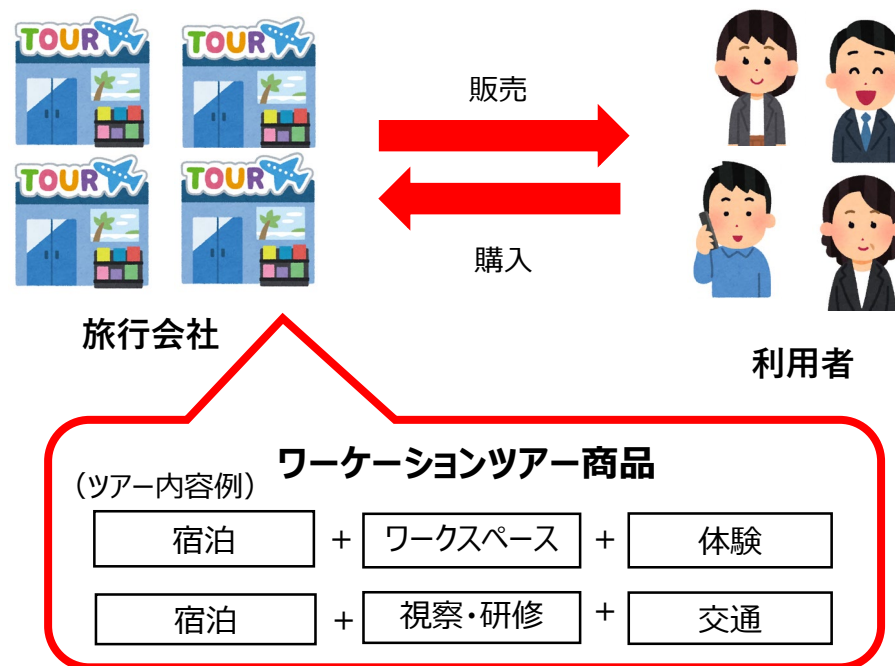 TOUR
TOUR
TOUR
TOUR
販売
購入
旅行会社
利用者
ワーケーションツアー商品
（ツアー内容例）
宿泊 + ワークスペース + 体験
宿泊 + 視察・研修 + 交通